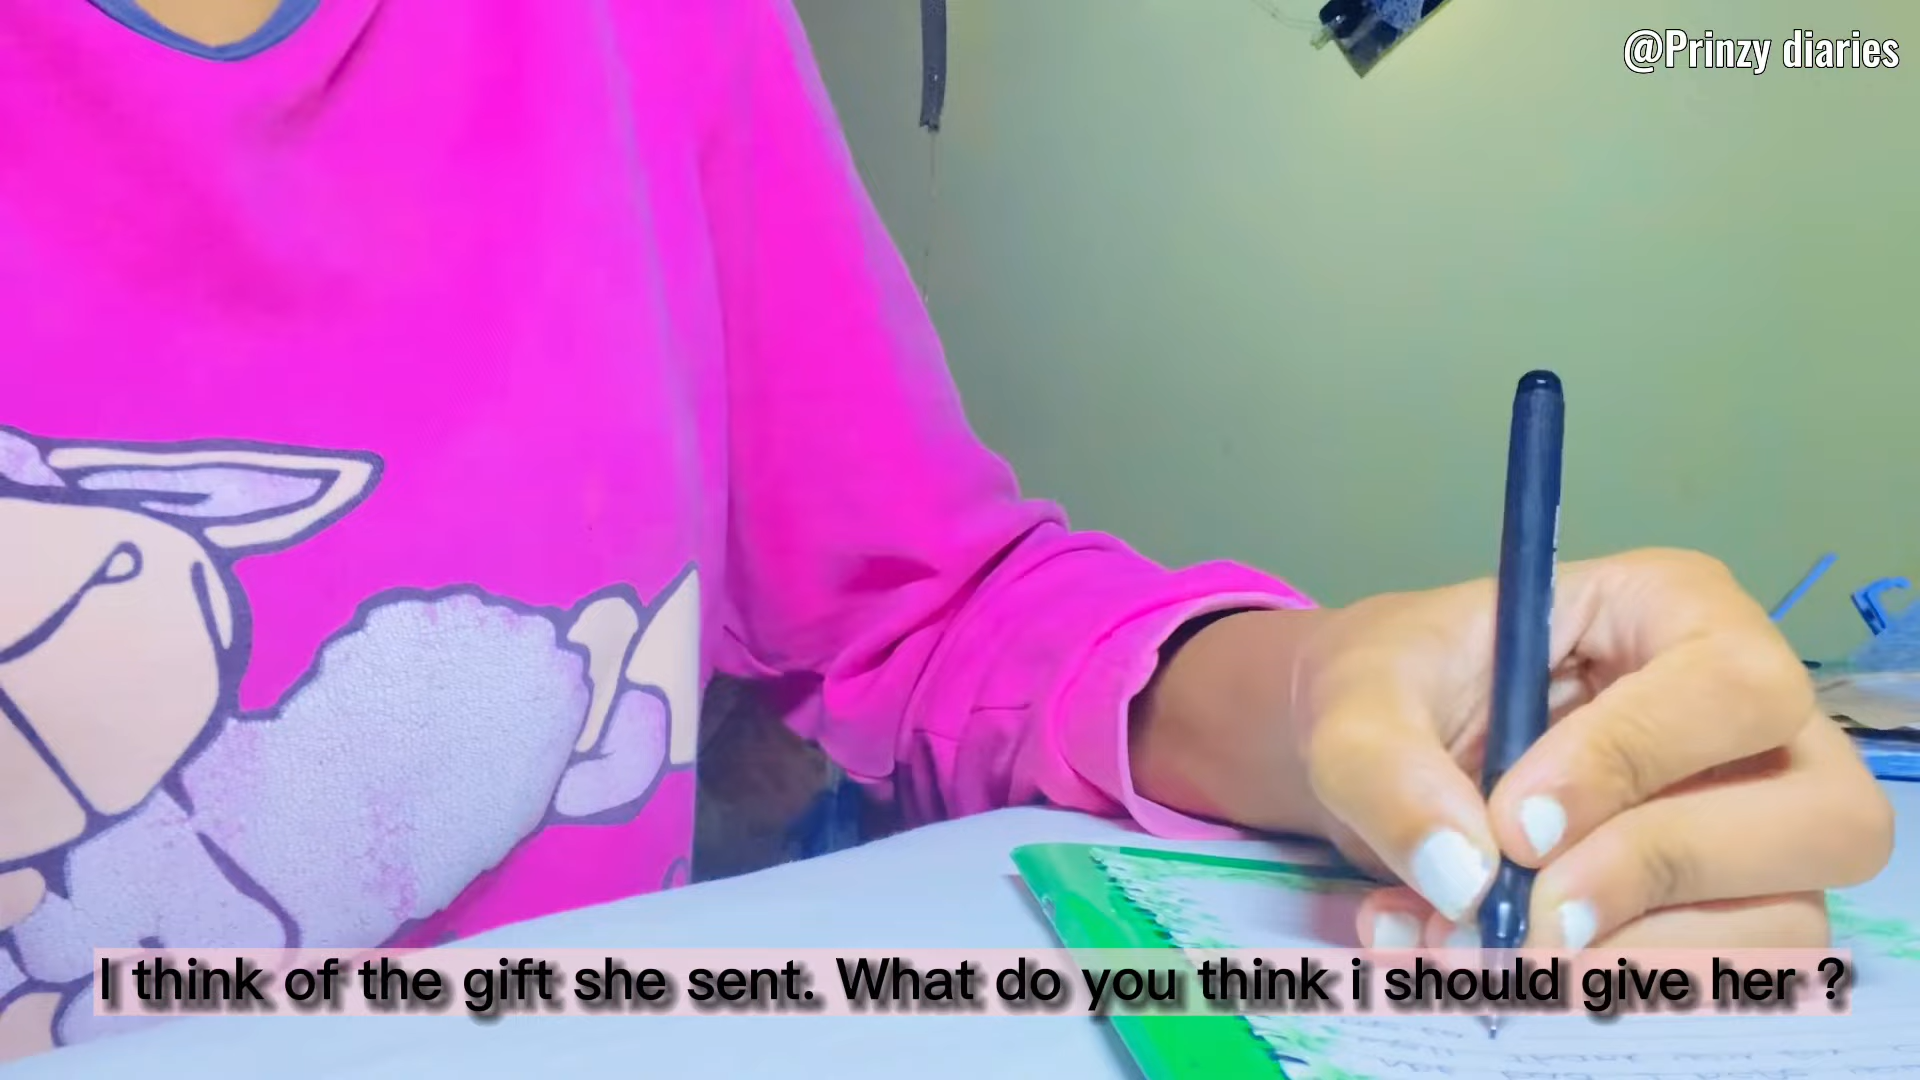 @Prinzy diaries
I think of the gift she sent. What do you think i should give her ?